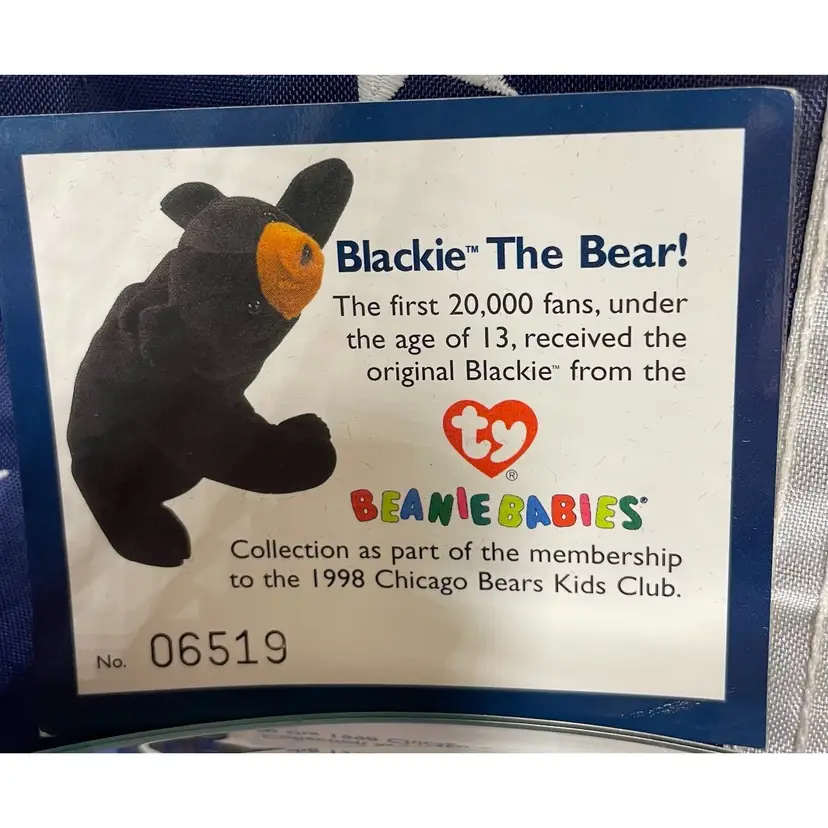 Blackie™ The Bear!
The first 20,000 fans, under
the age of 13, received the
original Blackie™ from the
ty
®
BEANIE BABIES®
Collection as part of the membership
to the 1998 Chicago Bears Kids Club.
No. 06519